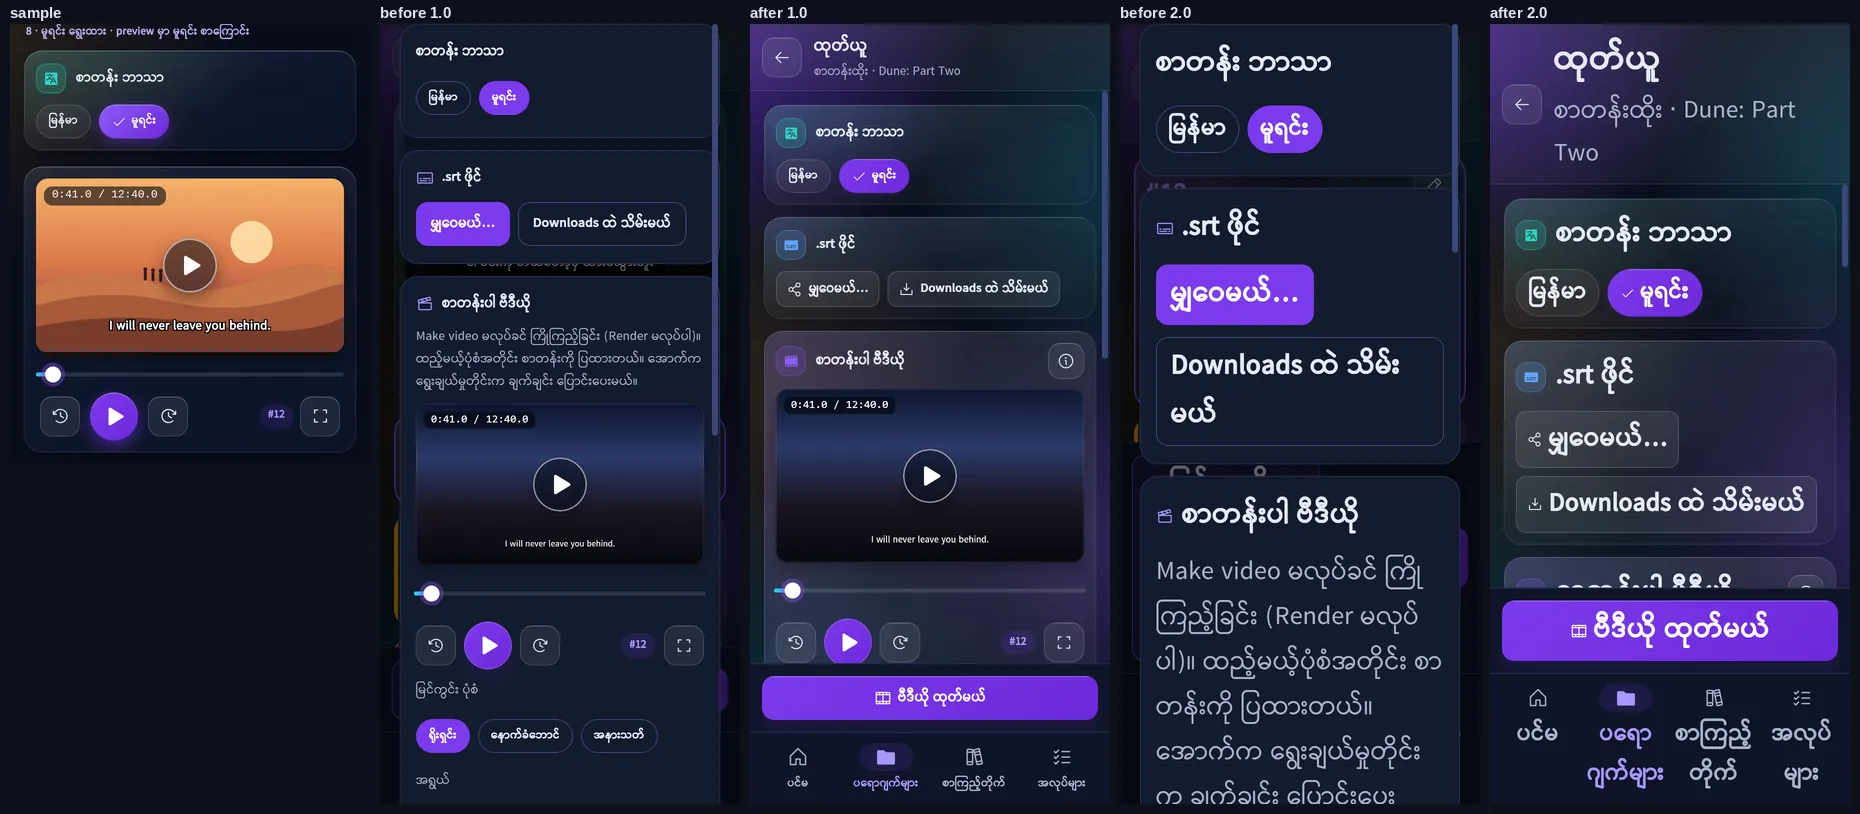 sample
8 · မူရင်း ရွေးထား · preview မှာ မူရင်း စာကြောင်း
စာတန်း ဘာသာ
မြန်မာ
မူရင်း
0:41.0 / 12:40.0
I will never leave you behind.
#12
before 1.0
စာတန်း ဘာသာ
မြန်မာ
မူရင်း
.srt ဖိုင်
မျှဝေမယ်...
Downloads ထဲ သိမ်းမယ်
စာတန်းပါ ဗီဒီယို
Make video မလုပ်ခင် ကြိုကြည့်ခြင်း (Render မလုပ်ပါ)။
ထည့်မယ့်ပုံစံအတိုင်း စာတန်းကို ပြထားတယ်။ အောက်က
ရွေးချယ်မှုတိုင်းက ချက်ချင်း ပြောင်းပေးမယ်။
0:41.0 / 12:40.0
I will never leave you behind.
#12
မြင်ကွင်း ပုံစံ
ရိုးရှင်း
နောက်ခံဘောင်
အနားသတ်
အရွယ်
after 1.0
ထုတ်ယူ
စာတန်းထိုး · Dune: Part Two
စာတန်း ဘာသာ
မြန်မာ
မူရင်း
.srt ဖိုင်
မျှဝေမယ်...
Downloads ထဲ သိမ်းမယ်
စာတန်းပါ ဗီဒီယို
0:41.0 / 12:40.0
I will never leave you behind.
#12
ဗီဒီယို ထုတ်မယ်
ပင်မ
ပရောဂျက်များ
စာကြည့်တိုက်
အလုပ်များ
before 2.0
စာတန်း ဘာသာ
မြန်မာ
မူရင်း
.srt ဖိုင်
မျှဝေမယ်...
Downloads ထဲ သိမ်း
မယ်
စာတန်းပါ ဗီဒီယို
Make video မလုပ်ခင် ကြို
ကြည့်ခြင်း (Render မလုပ်
ပါ)။ ထည့်မယ့်ပုံစံအတိုင်း စာ
တန်းကို ပြထားတယ်။
အောက်က ရွေးချယ်မှုတိုင်း
က ချက်ချင်း ပြောင်းပေး
after 2.0
ထုတ်ယူ
စာတန်းထိုး · Dune: Part
Two
စာတန်း ဘာသာ
မြန်မာ
မူရင်း
.srt ဖိုင်
မျှဝေမယ်...
Downloads ထဲ သိမ်းမယ်
စာတန်းပါ ဗီဒီယို
ဗီဒီယို ထုတ်မယ်
ပင်မ
ပရော
ဂျက်များ
စာကြည့်
တိုက်
အလုပ်
များ